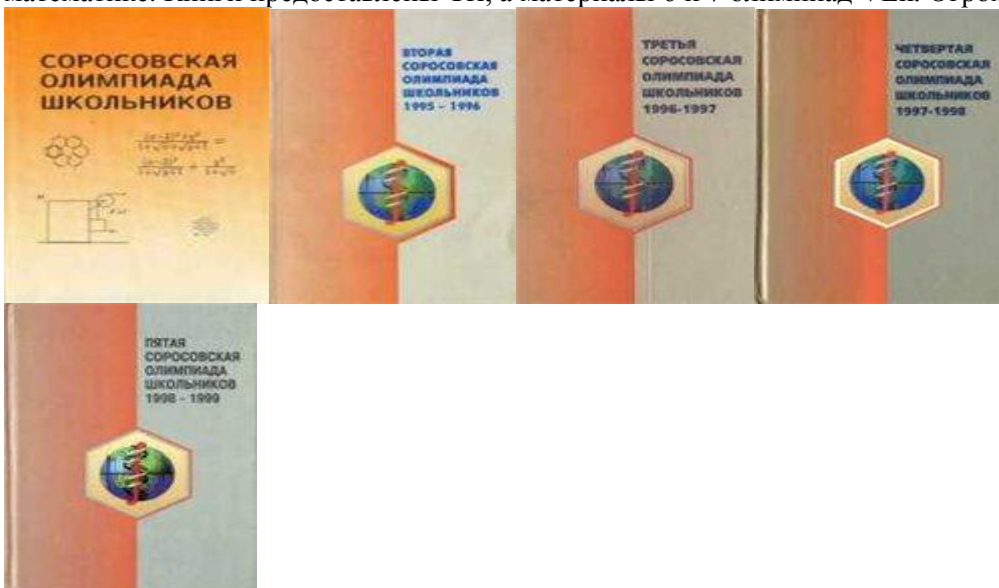 СОРОСОВСКАЯ
ОЛИМПИАДА
ШКОЛЬНИКОВ
ВТОРАЯ
СОРОСОВСКАЯ
ОЛИМПИАДА
ШКОЛЬНИКОВ
1995 - 1996
ТРЕТЬЯ
СОРОСОВСКАЯ
ОЛИМПИАДА
ШКОЛЬНИКОВ
1996-1997
ЧЕТВЕРТАЯ
СОРОСОВСКАЯ
ОЛИМПИАДА
ШКОЛЬНИКОВ
1997-1998
ПЯТАЯ
СОРОСОВСКАЯ
ОЛИМПИАДА
ШКОЛЬНИКОВ
1998 - 1999